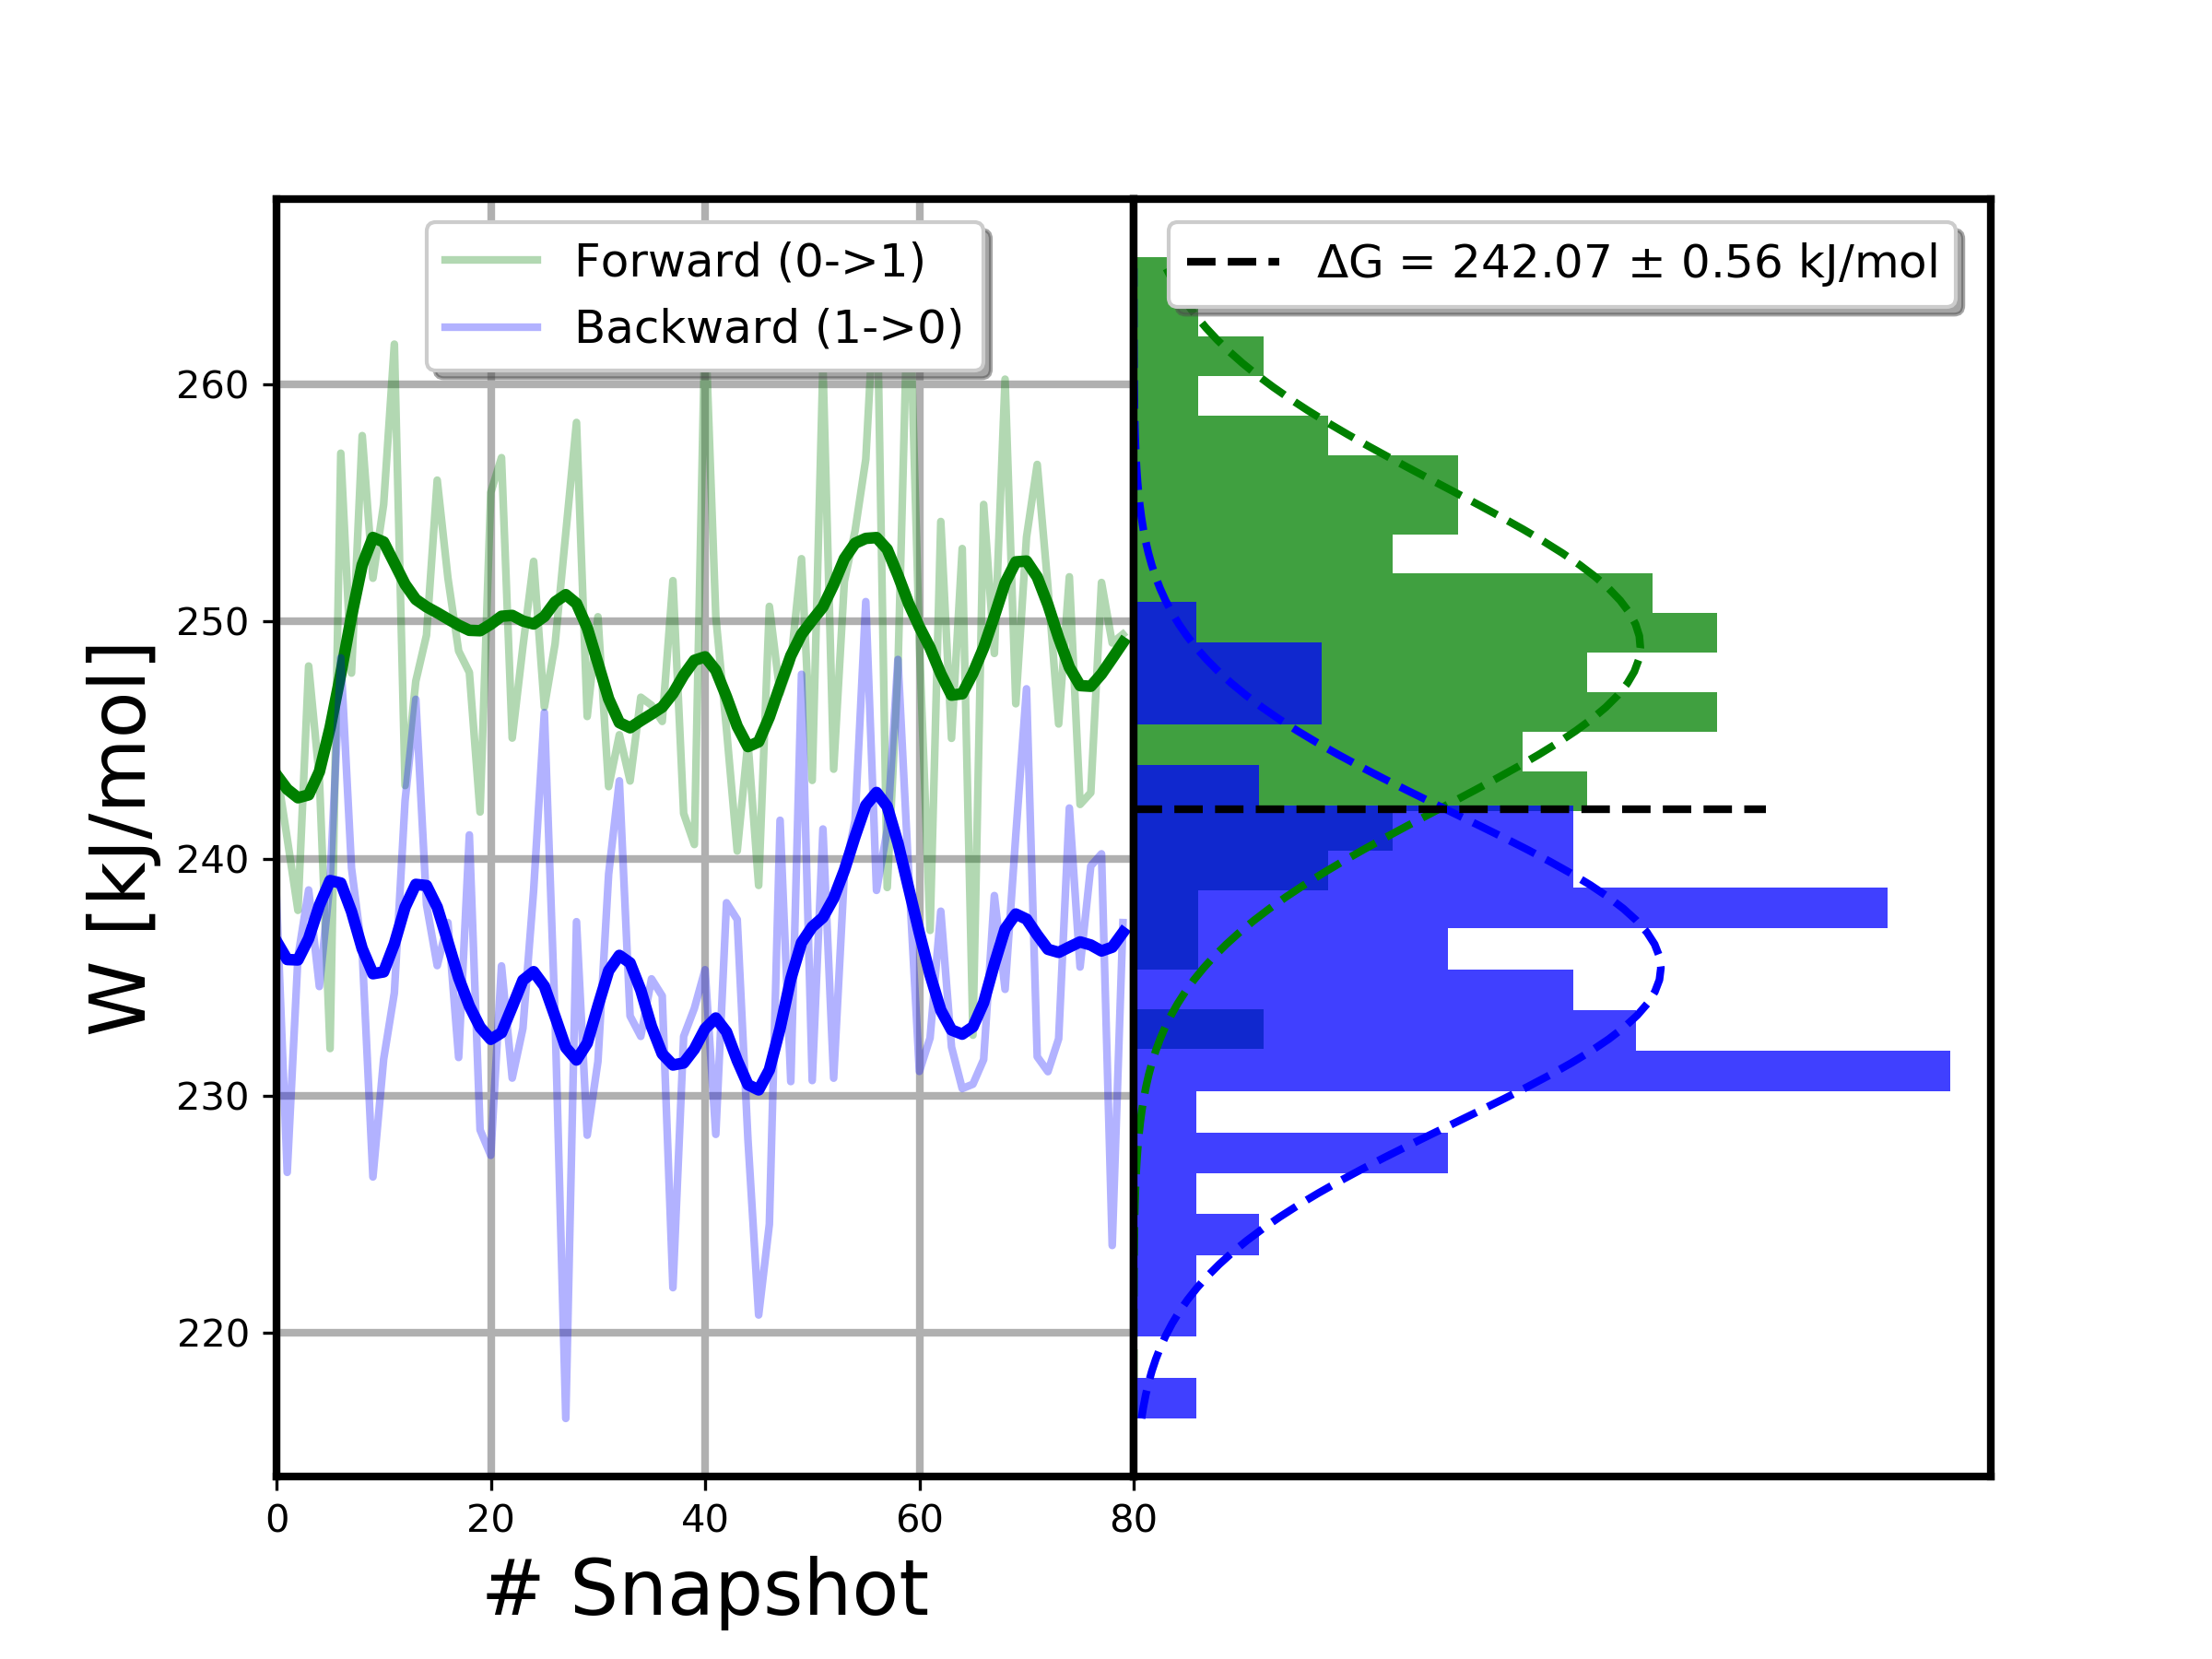 Forward (0->1)
Backward (1->0)
ΔG = 242.07 ± 0.56 kJ/mol
W [kJ/mol]
260
250
240
230
220
0 20 40 60 80
# Snapshot